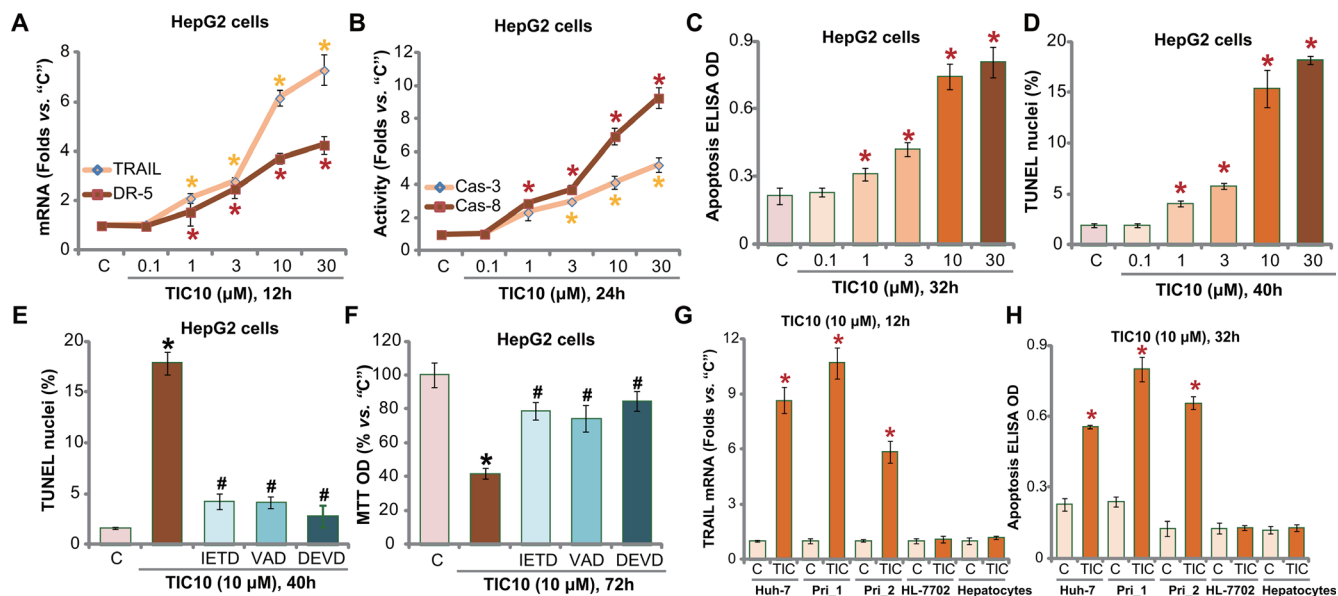 A
HepG2 cells
mRNA (Folds vs. “C”)
8
6
4
2
0
TRAIL
DR-5
*
*
*
*
*
*
*
*
C 0.1 1 3 10 30
TIC10 (μM), 12h
B
HepG2 cells
Activity (Folds vs. “C”)
12
10
8
6
4
2
0
Cas-3
Cas-8
*
*
*
*
*
*
*
C 0.1 1 3 10 30
TIC10 (μM), 24h
C
HepG2 cells
Apoptosis ELISA OD
0.9
0.6
0.3
0
*
*
*
*
C 0.1 1 3 10 30
TIC10 (μM), 32h
D
HepG2 cells
TUNEL nuclei (%)
20
15
10
5
0
*
*
*
*
C 0.1 1 3 10 30
TIC10 (μM), 40h
E
HepG2 cells
TUNEL nuclei (%)
20
15
10
5
0
*
# # #
C IETD VAD DEVD
TIC10 (10 μM), 40h
F
HepG2 cells
MTT OD (% vs. “C”)
120
100
80
60
40
20
0
*
# # #
C IETD VAD DEVD
TIC10 (10 μM), 72h
G
TIC10 (10 μM), 12h
TRAIL mRNA (Folds vs. “C”)
12
9
6
3
0
*
*
*
C TIC C TIC C TIC C TIC C TIC
Huh-7 Pri_1 Pri_2 HL-7702 Hepatocytes
H
TIC10 (10 μM), 32h
Apoptosis ELISA OD
0.9
0.6
0.3
0
*
*
*
C TIC C TIC C TIC C TIC C TIC
Huh-7 Pri_1 Pri_2 HL-7702 Hepatocytes